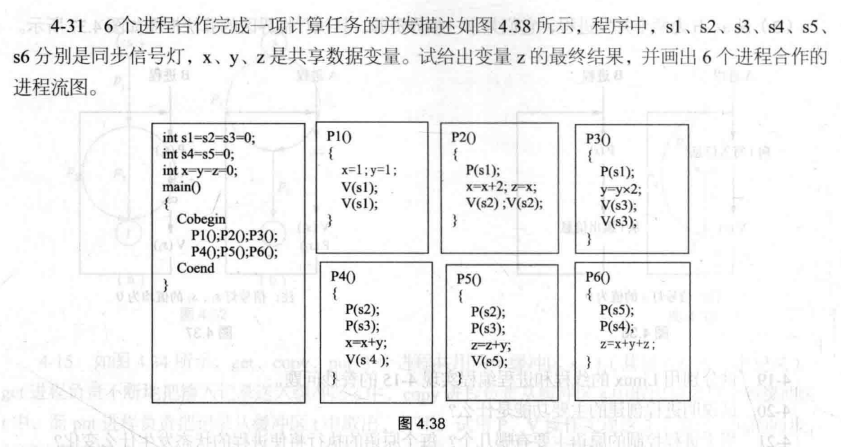 4-31 6 个进程合作完成一项计算任务的并发描述如图 4.38 所示，程序中，s1、s2、s3、s4、s5、
s6 分别是同步信号灯，x、y、z 是共享数据变量。试给出变量 z 的最终结果，并画出 6 个进程合作的
进程流图。
int s1=s2=s3=0;
int s4=s5=0;
int x=y=z=0;
main()
{
Cobegin
P1();P2();P3();
P4();P5();P6();
Coend
}
P1()
{
x=1;y=1;
V(s1);
V(s1);
}
P2()
{
P(s1);
x=x+2; z=x;
V(s2) ;V(s2);
}
P3()
{
P(s1);
y=y×2;
V(s3);
V(s3);
}
P4()
{
P(s2);
P(s3);
x=x+y;
V(s 4 );
}
P5()
{
P(s2);
P(s3);
z=z+y;
V(s5);
}
P6()
{
P(s5);
P(s4);
z=x+y+z;
}
图 4.38